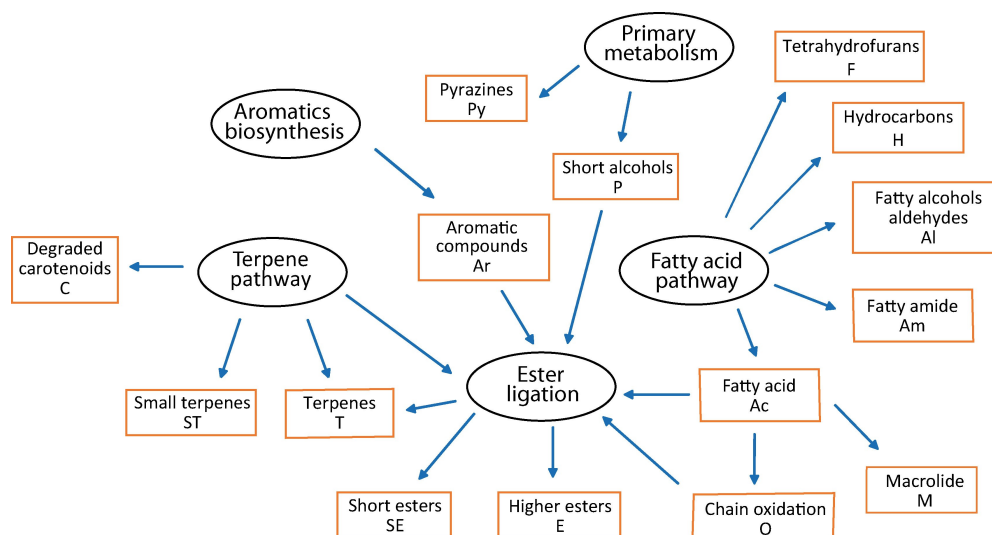 Primary
metabolism
Tetrahydrofurans
F
Pyrazines
Py
Aromatics
biosynthesis
Hydrocarbons
H
Short alcohols
P
Fatty alcohols
aldehydes
Al
Aromatic
compounds
Ar
Degraded
carotenoids
C
Terpene
pathway
Fatty acid
pathway
Fatty amide
Am
Ester
ligation
Fatty acid
Ac
Small terpenes
ST
Terpenes
T
Macrolide
M
Short esters
SE
Higher esters
E
Chain oxidation
O